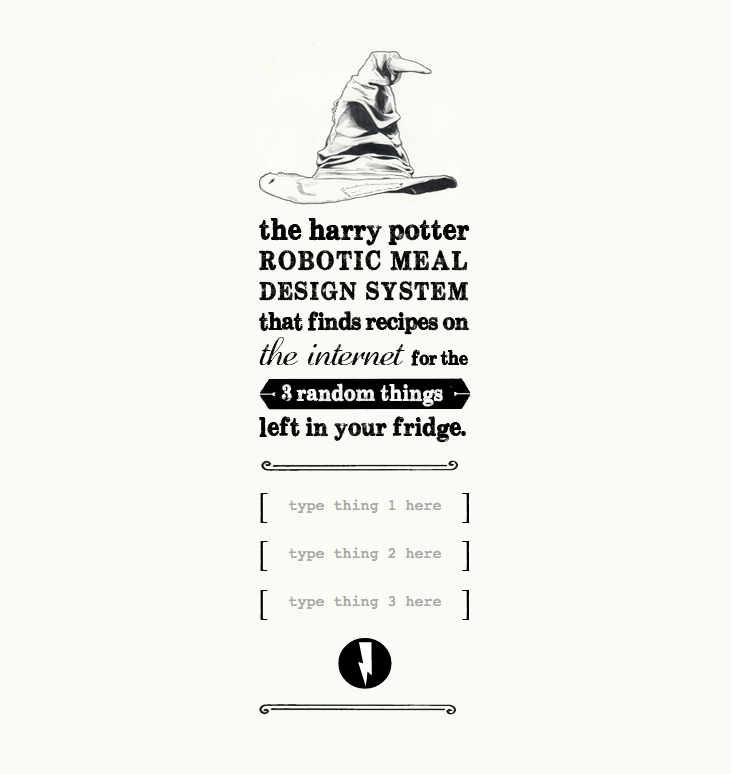 the harry potter
ROBOTIC MEAL
DESIGN SYSTEM
that finds recipes on
the internet for the
3 random things
left in your fridge.
[ type thing 1 here ]
[ type thing 2 here ]
[ type thing 3 here ]